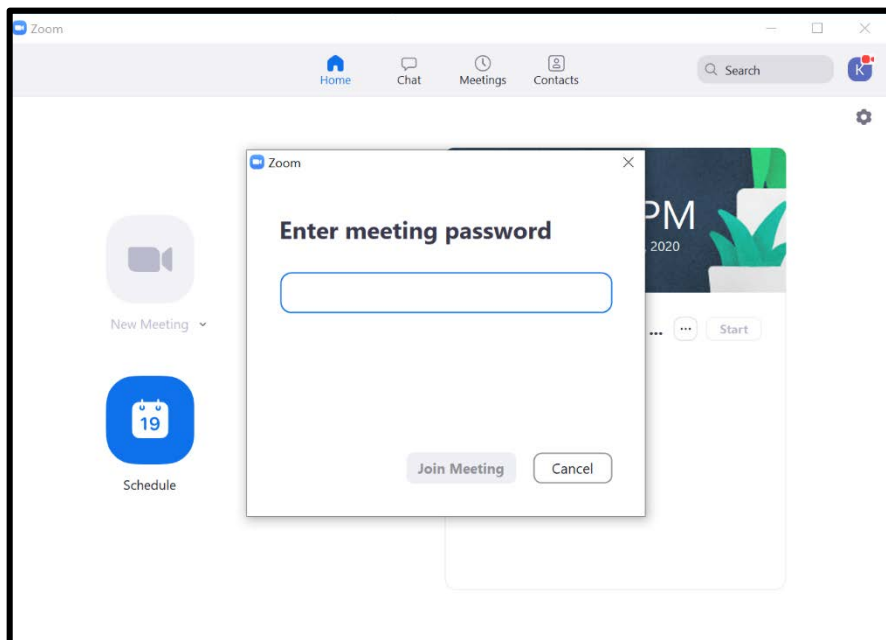 Zoom
Home
Chat
Meetings
Contacts
Search
K
Zoom
Enter meeting password
PM
, 2020
New Meeting
... ... Start
19
Schedule
Join Meeting
Cancel